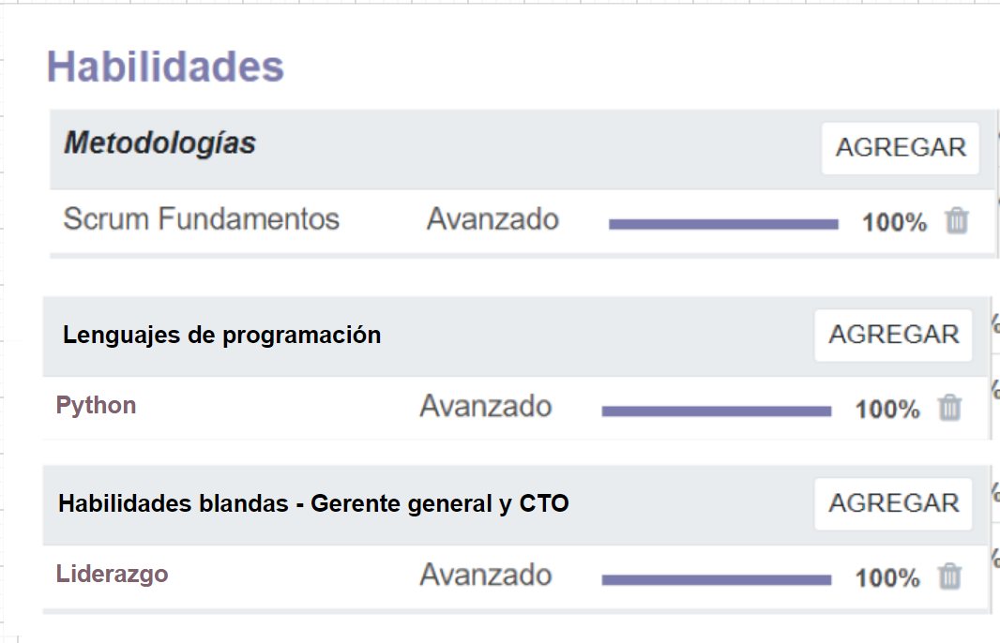 Habilidades
Metodologías AGREGAR
Scrum Fundamentos Avanzado 100%
Lenguajes de programación AGREGAR
Python Avanzado 100%
Habilidades blandas - Gerente general y CTO AGREGAR
Liderazgo Avanzado 100%